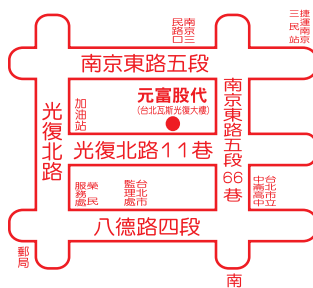 南京三
民路口
捷運南京
三民站
南京東路五段
元富股代
(台北瓦斯光復大樓)
加油站
光復北路
南京東路五段66巷
光復北路11巷
榮民
服務處
台北市
監理處
台北市立
中崙高中
八德路四段
郵局
南